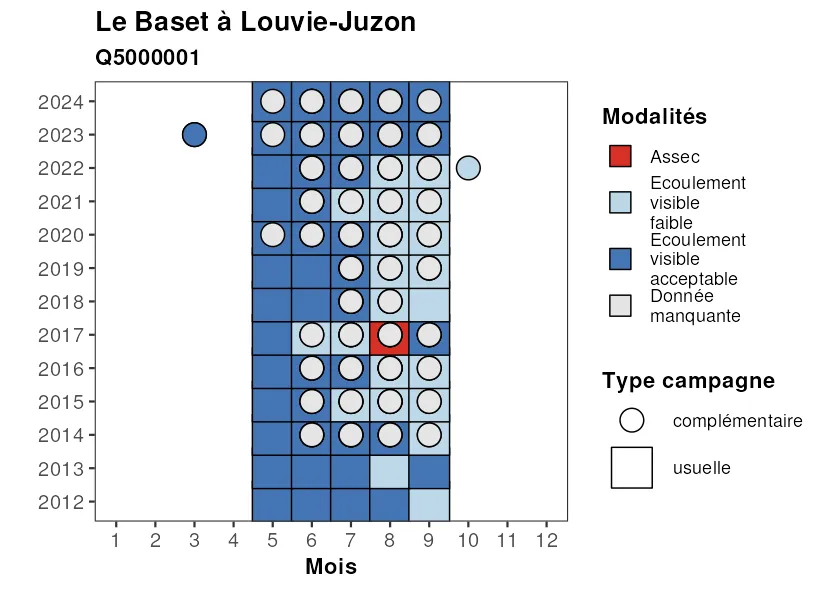 Le Baset à Louvie-Juzon
Q5000001
2024
2023
2022
2021
2020
2019
2018
2017
2016
2015
2014
2013
2012
1 2 3 4 5 6 7 8 9 10 11 12
Mois
Modalités
Assec
Ecoulement
visible
faible
Ecoulement
visible
acceptable
Donnée
manquante
Type campagne
complémentaire
usuelle